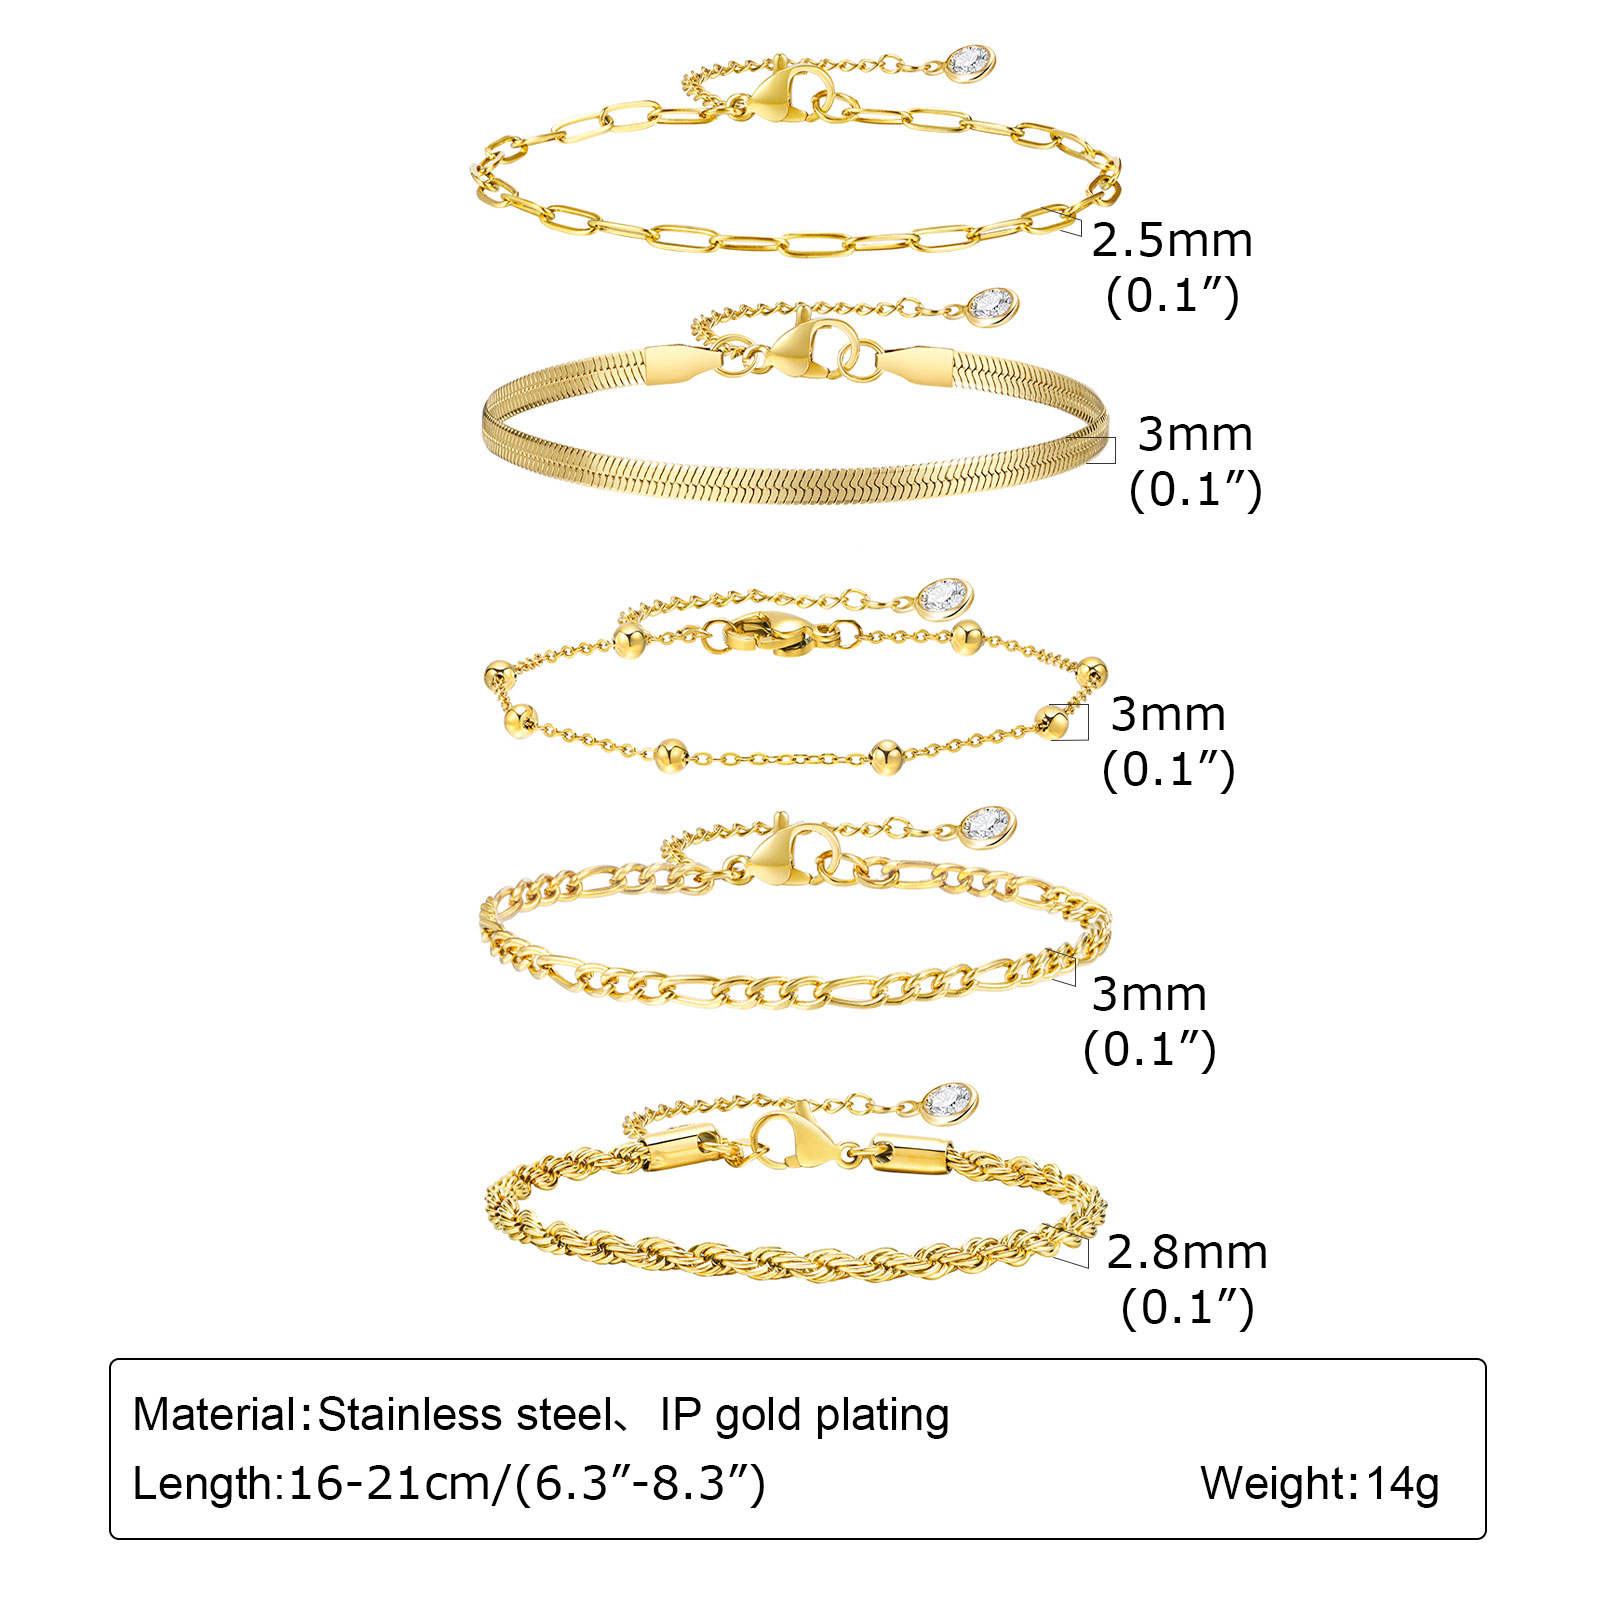 2.5mm
(0.1″)
3mm
(0.1″)
3mm
(0.1″)
3mm
(0.1″)
2.8mm
(0.1″)
Material:Stainless steel、IP gold plating
Length:16-21cm/(6.3″-8.3″) Weight:14g